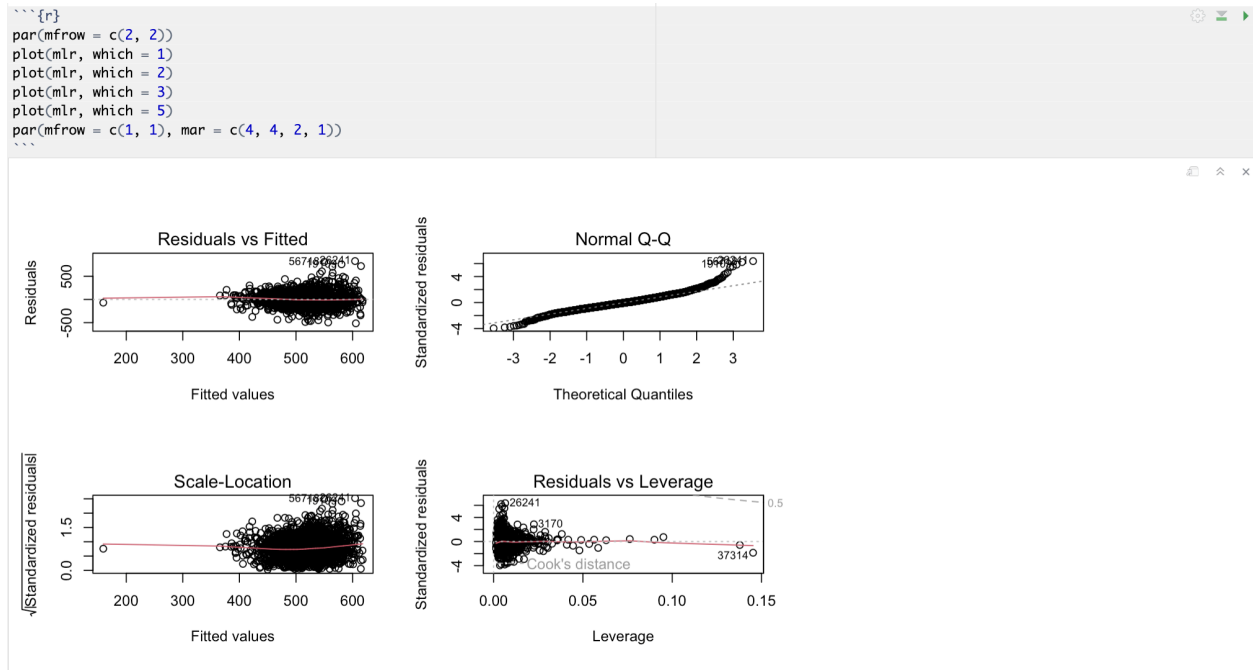 ```{r}
par(mfrow = c(2, 2))
plot(mlr, which = 1)
plot(mlr, which = 2)
plot(mlr, which = 3)
plot(mlr, which = 5)
par(mfrow = c(1, 1), mar = c(4, 4, 2, 1))
```
Residuals vs Fitted
Residuals
500
-500
26241
200 300 400 500 600
Fitted values
Normal Q-Q
Standardized residuals
4
0
-4
-3 -2 -1 0 1 2 3
Theoretical Quantiles
Scale-Location
√|Standardized residuals|
1.5
0.0
26241
200 300 400 500 600
Fitted values
Residuals vs Leverage
Standardized residuals
4
0
-4
26241
3170
37314
0.5
Cook's distance
0.00 0.05 0.10 0.15
Leverage